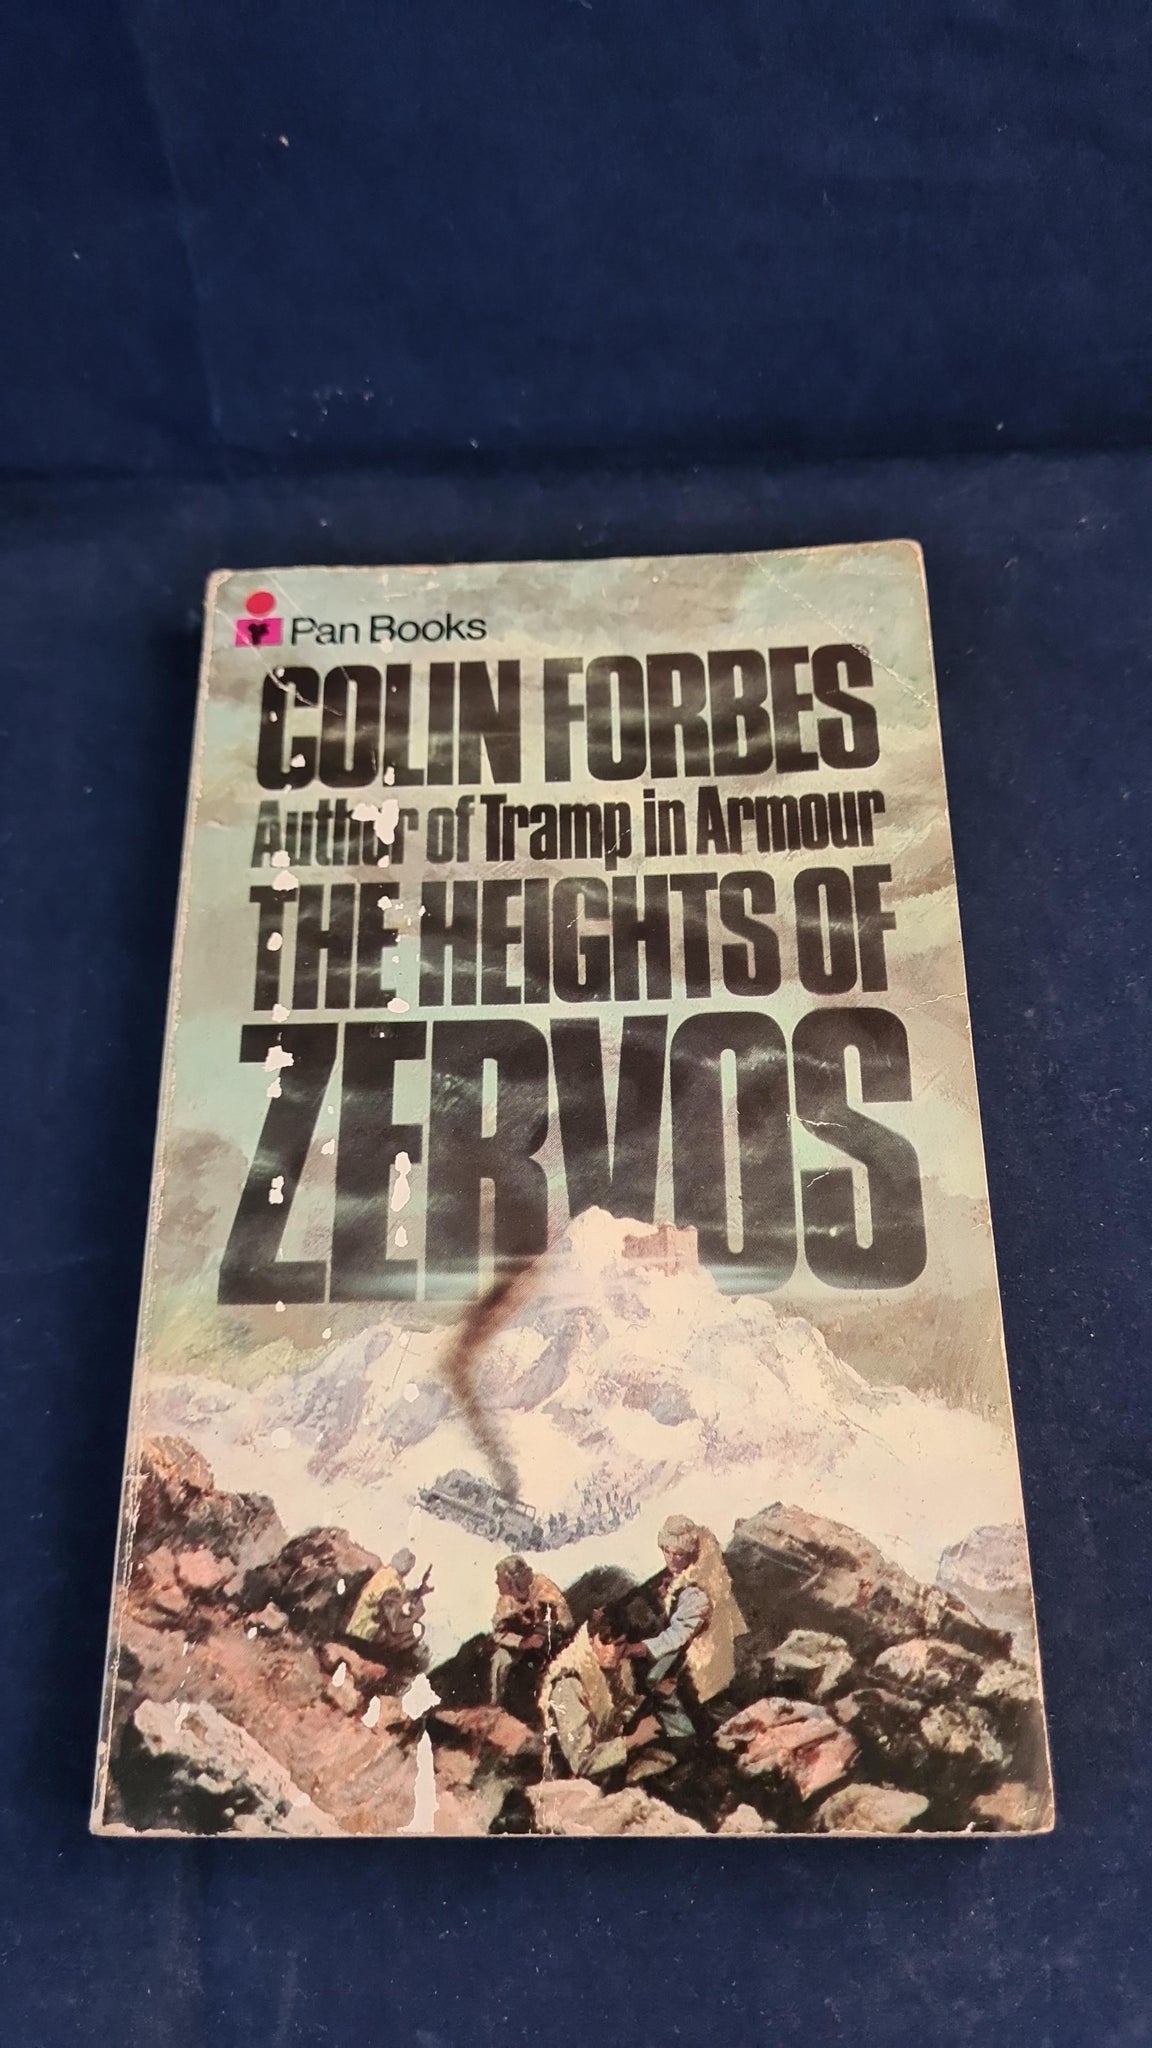 Pan Books
COLIN FORBES
Author of Tramp in Armour
THE HEIGHTS OF
ZERVOS